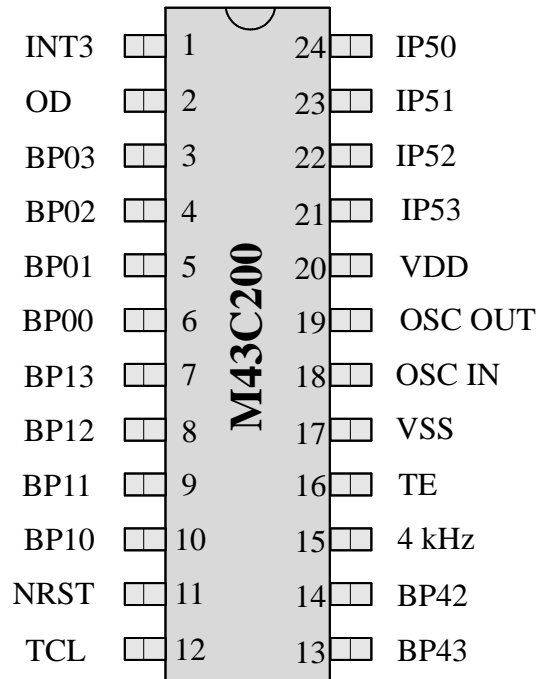 INT3 1 24 IP50
OD 2 23 IP51
BP03 3 22 IP52
BP02 4 21 IP53
BP01 5 20 VDD
BP00 6 19 OSC OUT
BP13 7 18 OSC IN
BP12 8 17 VSS
BP11 9 16 TE
BP10 10 15 4 kHz
NRST 11 14 BP42
TCL 12 13 BP43
M43C200